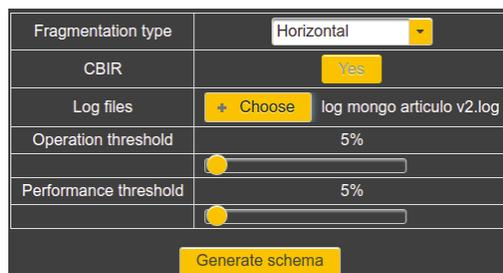 Fragmentation type Horizontal
CBIR Yes
Log files + Choose log mongo articulo v2.log
Operation threshold 5%
Performance threshold 5%
Generate schema